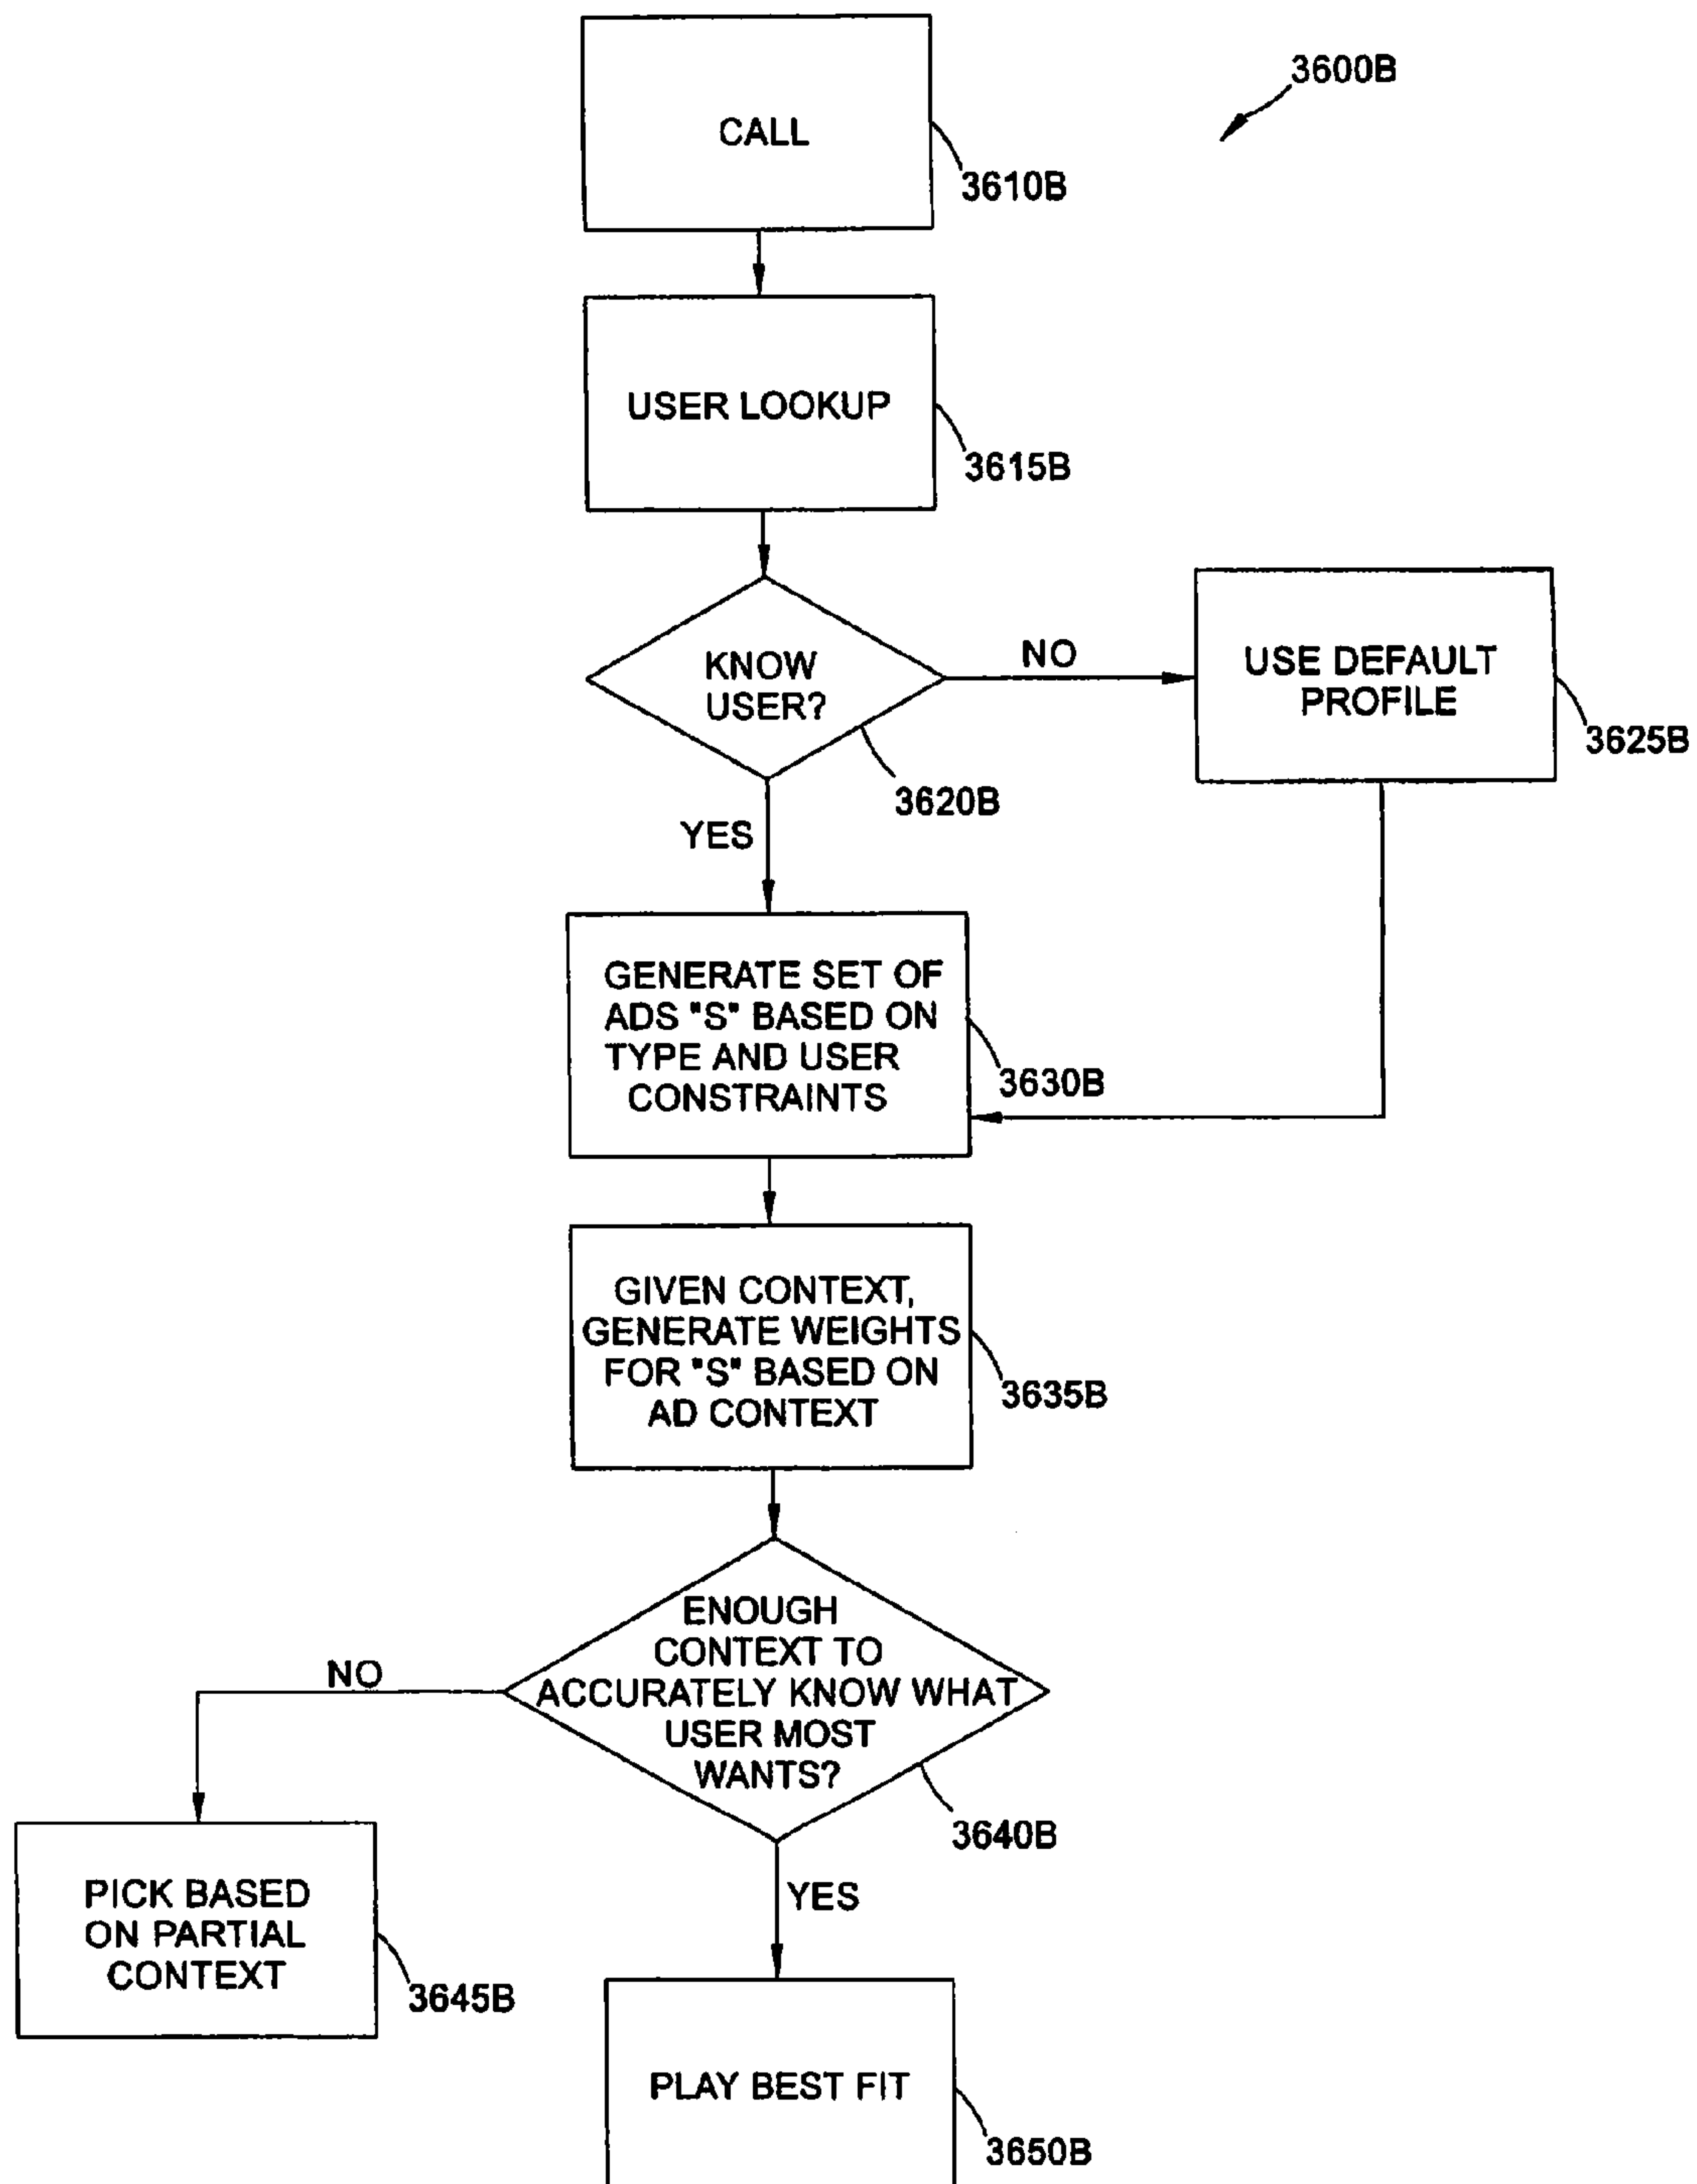 3600B
CALL
3610B
USER LOOKUP
3615B
KNOW
USER?
NO
USE DEFAULT
PROFILE
3625B
3620B
YES
GENERATE SET OF
ADS "S" BASED ON
TYPE AND USER
CONSTRAINTS
3630B
GIVEN CONTEXT,
GENERATE WEIGHTS
FOR "S" BASED ON
AD CONTEXT
3635B
ENOUGH
CONTEXT TO
ACCURATELY KNOW WHAT
USER MOST
WANTS?
NO
3640B
PICK BASED
ON PARTIAL
CONTEXT
3645B
YES
PLAY BEST FIT
3650B